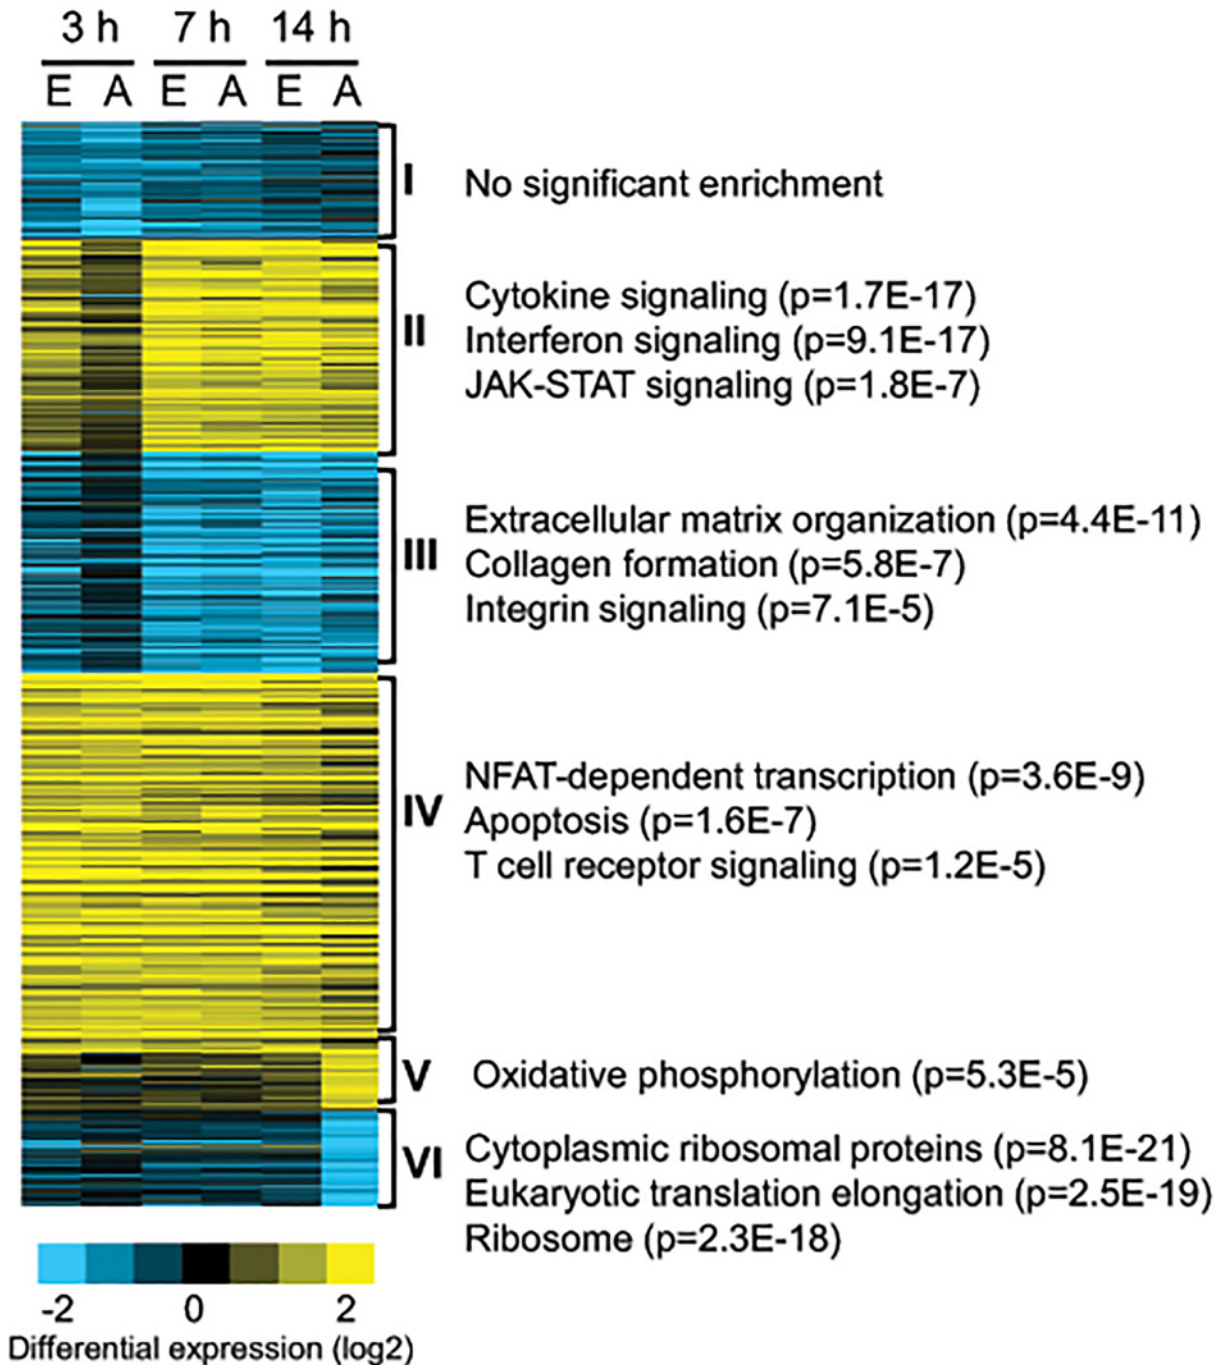 3 h 7 h 14 h
E A E A E A
I No significant enrichment
Cytokine signaling (p=1.7E-17)
II Interferon signaling (p=9.1E-17)
JAK-STAT signaling (p=1.8E-7)
Extracellular matrix organization (p=4.4E-11)
III Collagen formation (p=5.8E-7)
Integrin signaling (p=7.1E-5)
NFAT-dependent transcription (p=3.6E-9)
IV Apoptosis (p=1.6E-7)
T cell receptor signaling (p=1.2E-5)
V Oxidative phosphorylation (p=5.3E-5)
VI Cytoplasmic ribosomal proteins (p=8.1E-21)
Eukaryotic translation elongation (p=2.5E-19)
Ribosome (p=2.3E-18)
-2 0 2
Differential expression (log2)